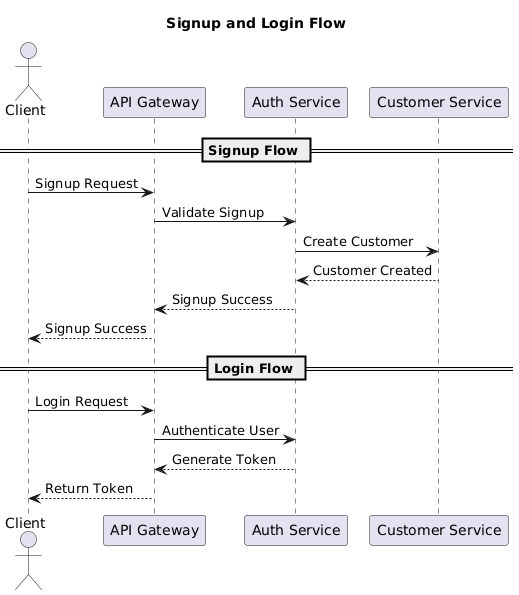 Signup and Login Flow
Client
API Gateway
Auth Service
Customer Service
Signup Flow
Signup Request
Validate Signup
Create Customer
Customer Created
Signup Success
Signup Success
Login Flow
Login Request
Authenticate User
Generate Token
Return Token
Client
API Gateway
Auth Service
Customer Service